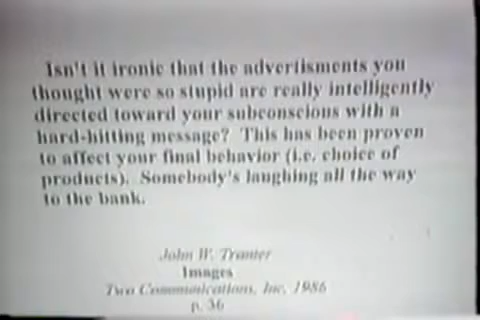 Isn't it ironic that the advertisments you
thought were so stupid are really intelligently
directed toward your subconscious with a
hard-hitting message? This has been proven
to affect your final behavior (i.e. choice of
products). Somebody's laughing all the way
to the bank.
John W. Tranter
Images
Two Communications, Inc. 1986
p. 36